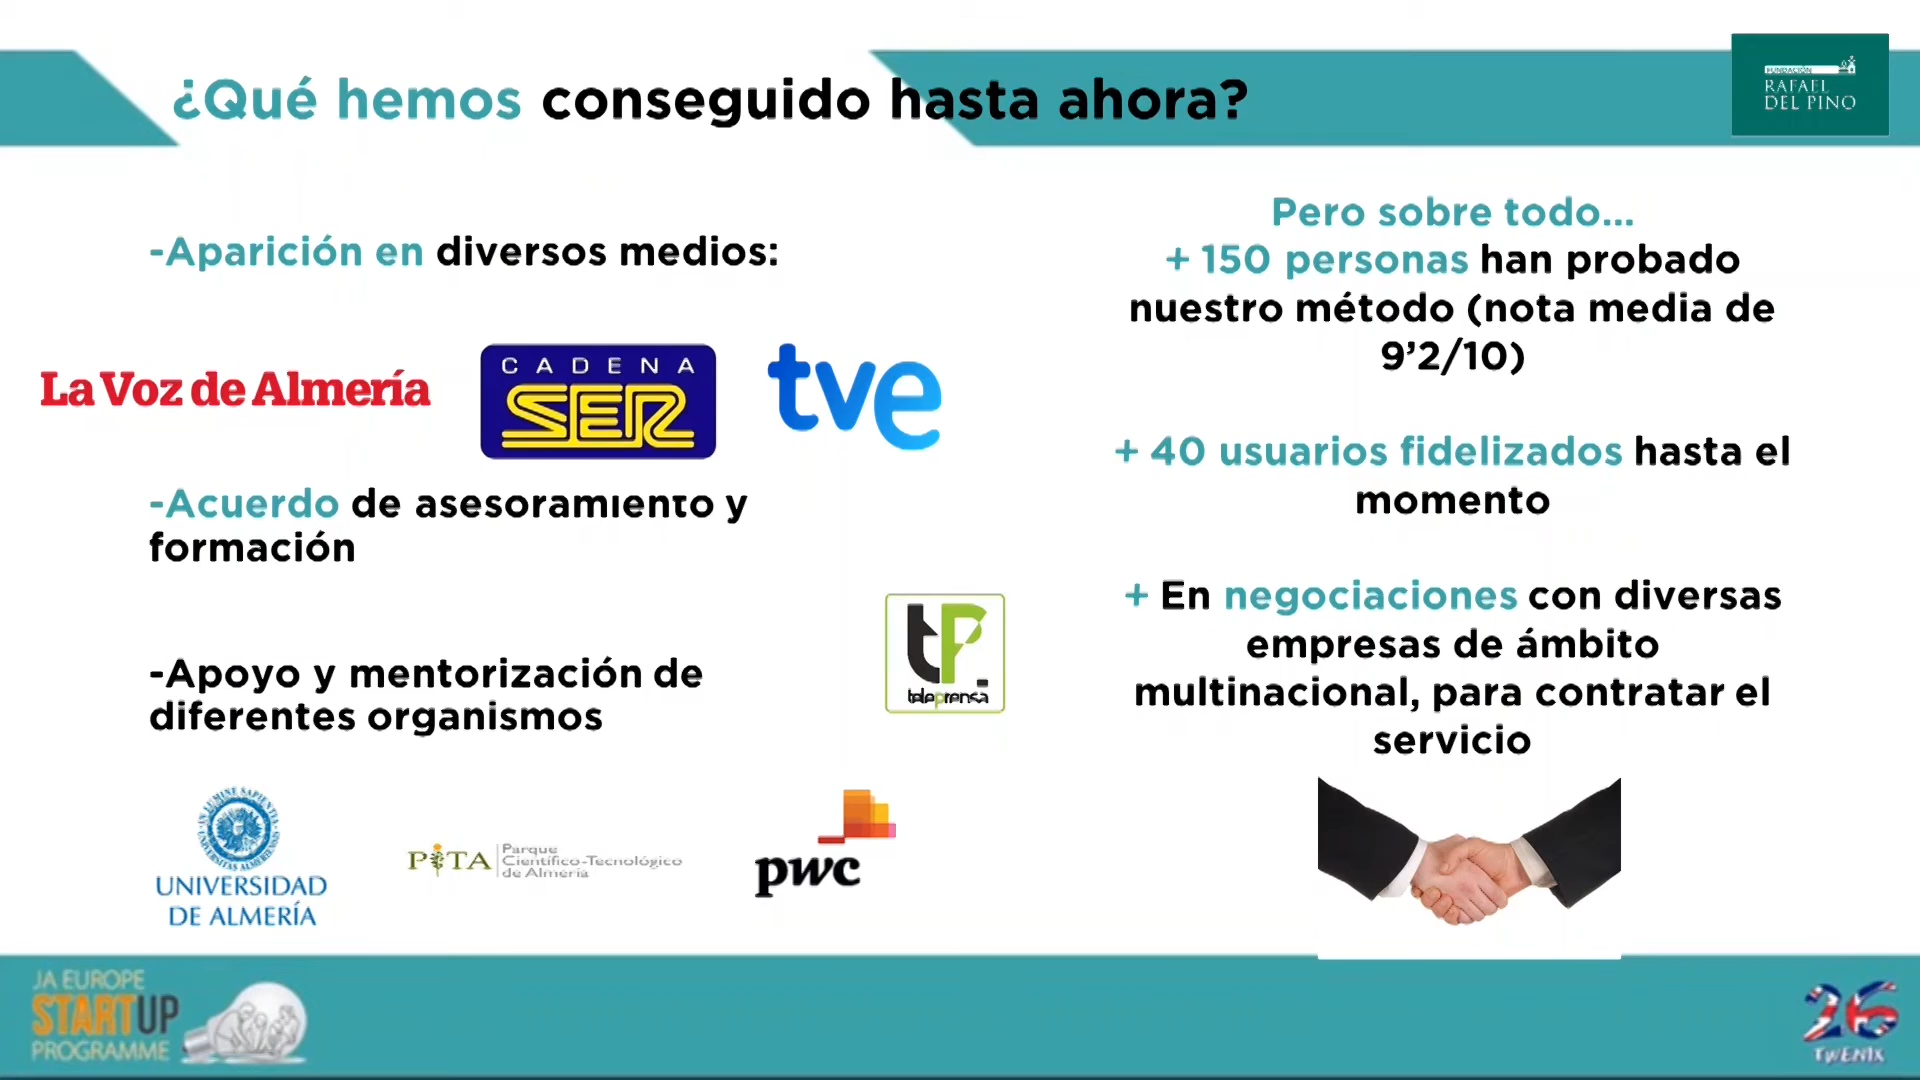 ¿Qué hemos conseguido hasta ahora?
FUNDACIÓN
RAFAEL
DEL PINO
-Aparición en diversos medios:
La Voz de Almería
CADENA
SER
tve
-Acuerdo de asesoramiento y
formación
tP.
teleprensa
-Apoyo y mentorización de
diferentes organismos
UNIVERSIDAD
DE ALMERÍA
PITA
Parque
Científico-Tecnológico
de Almería
pwc
Pero sobre todo...
+ 150 personas han probado
nuestro método (nota media de
9’2/10)
+ 40 usuarios fidelizados hasta el
momento
+ En negociaciones con diversas
empresas de ámbito
multinacional, para contratar el
servicio
JA EUROPE
STARTUP
PROGRAMME
26
TWENIX